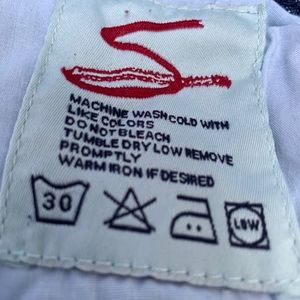 S
MACHINE WASH COLD WITH
LIKE COLORS
DO NOT BLEACH
TUMBLE DRY LOW REMOVE
PROMPTLY
WARM IRON IF DESIRED
30
LOW